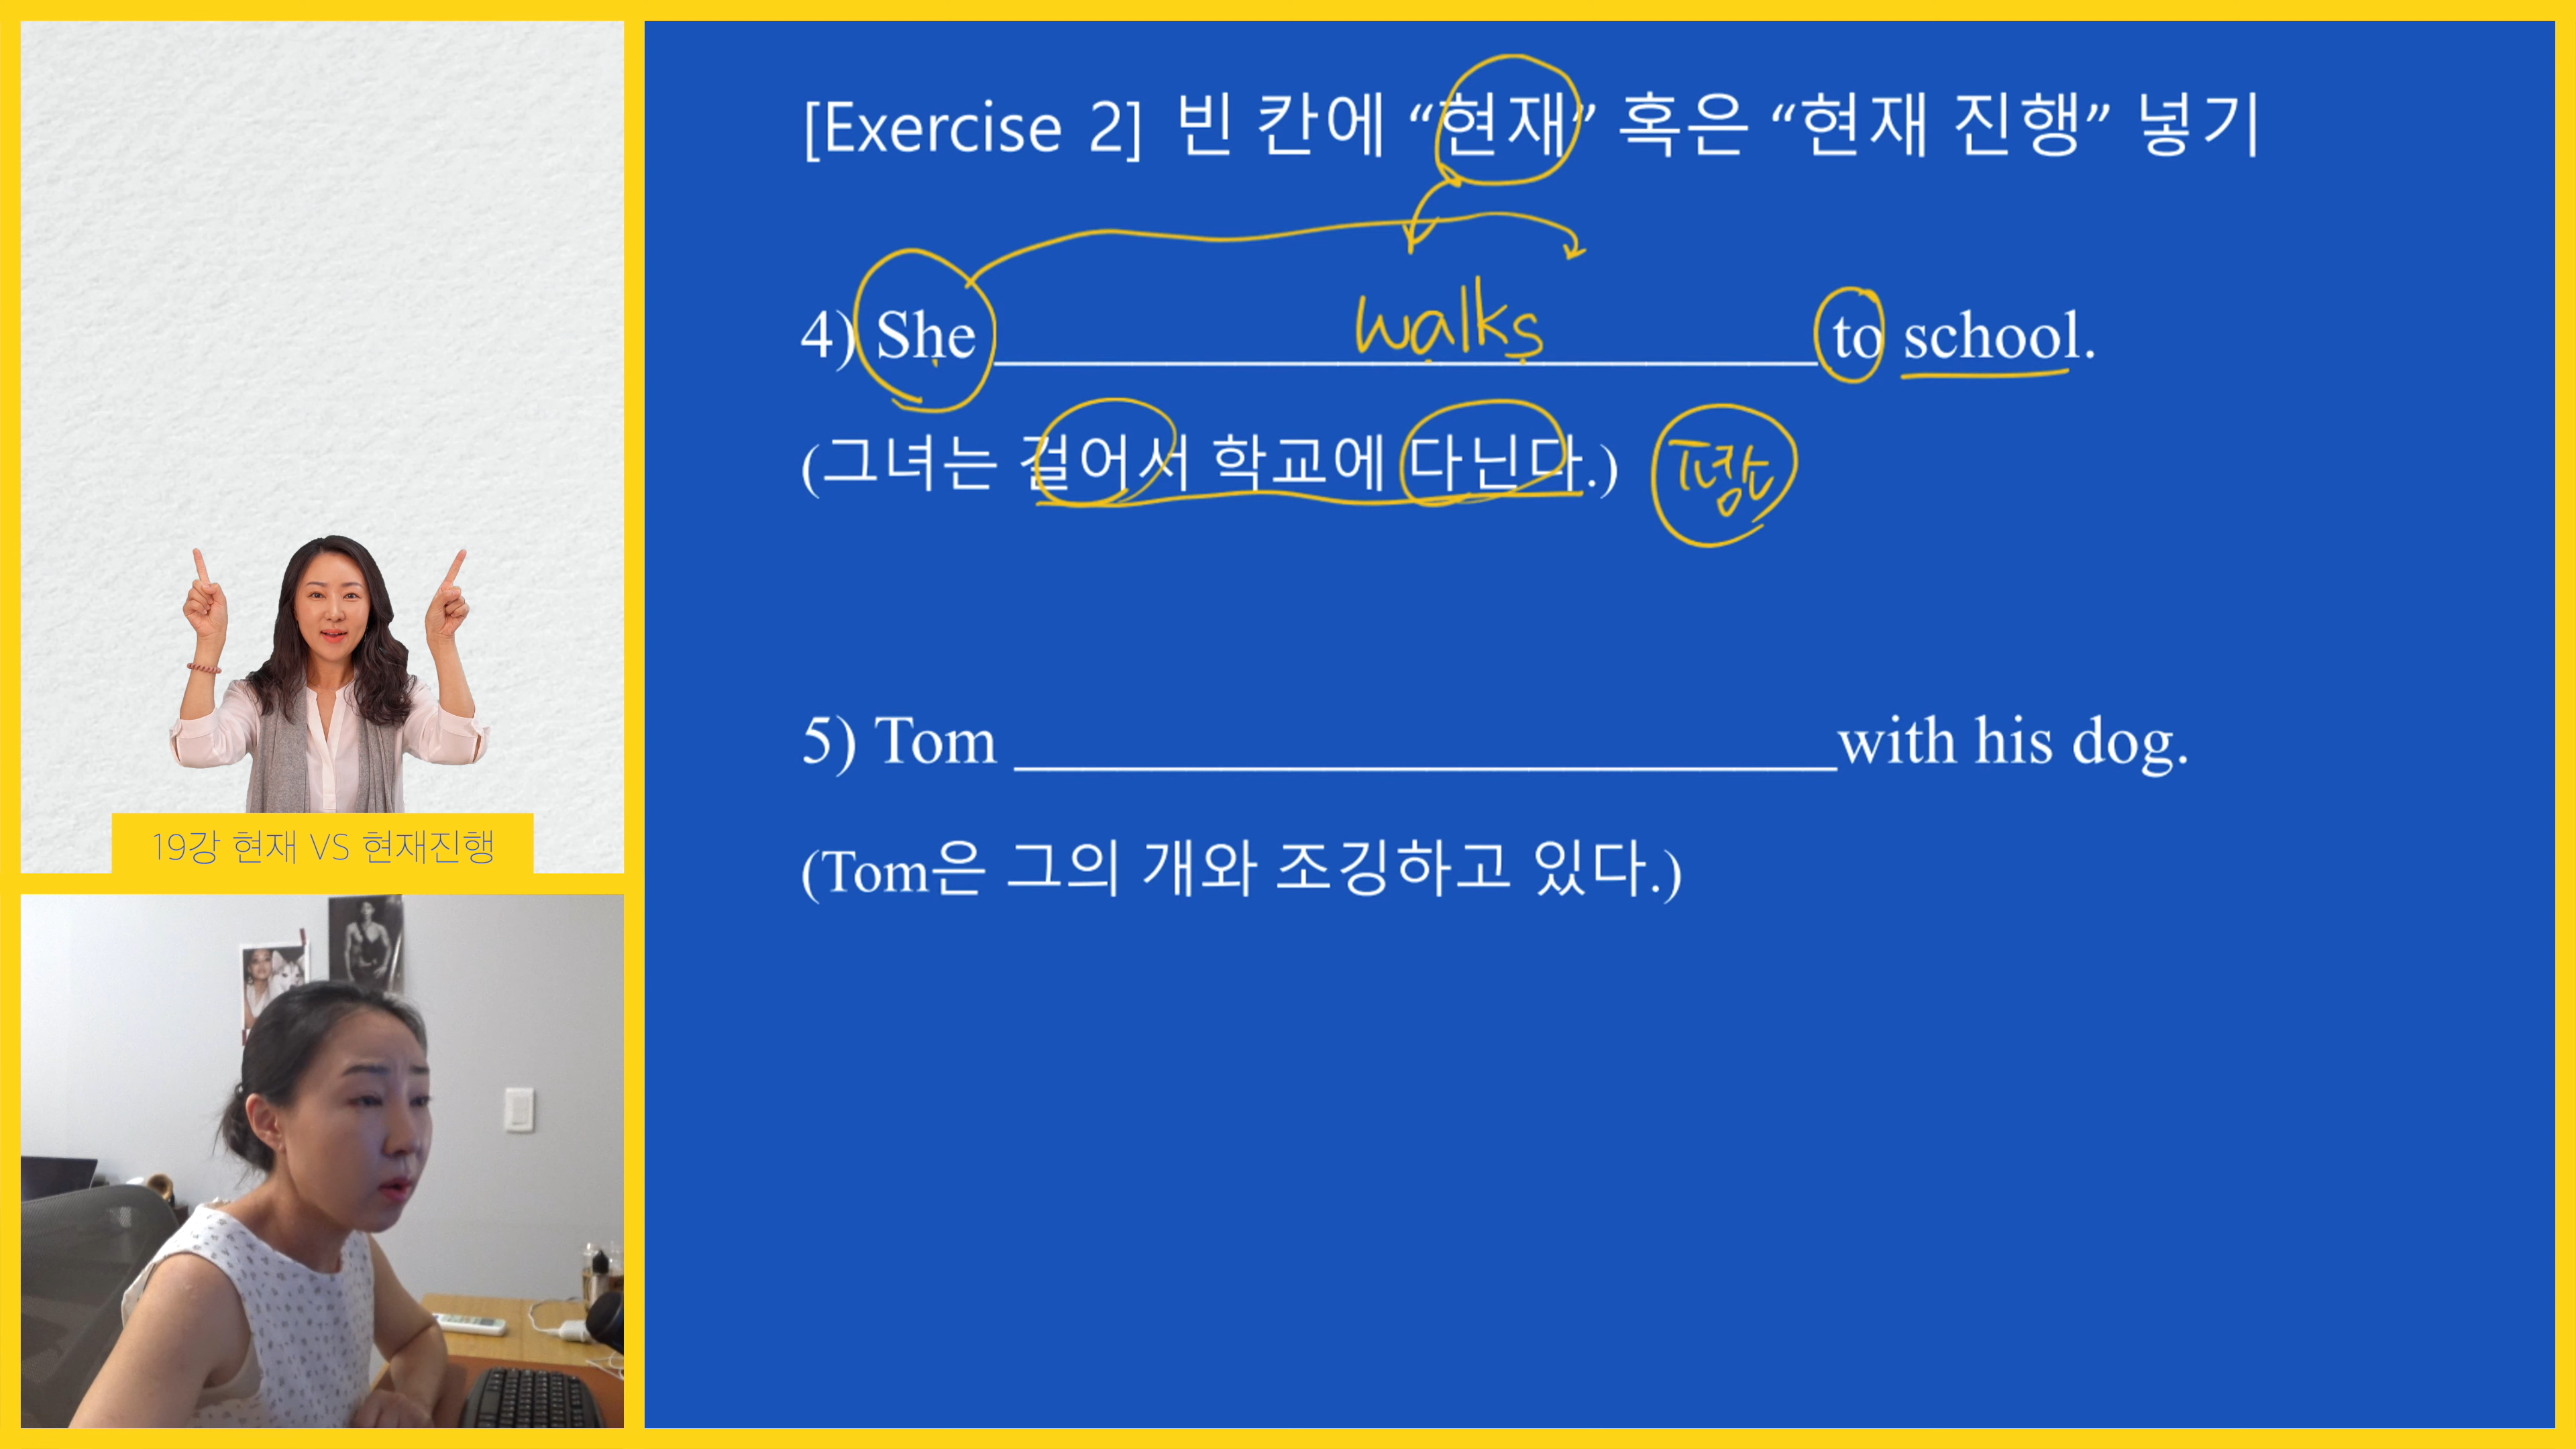 [Exercise 2] 빈 칸에 “현재” 혹은 “현재 진행” 넣기
4) She walks to school.
(그녀는 걸어서 학교에 다닌다.) 평소
5) Tom ________________________with his dog.
(Tom은 그의 개와 조깅하고 있다.)
19강 현재 VS 현재진행